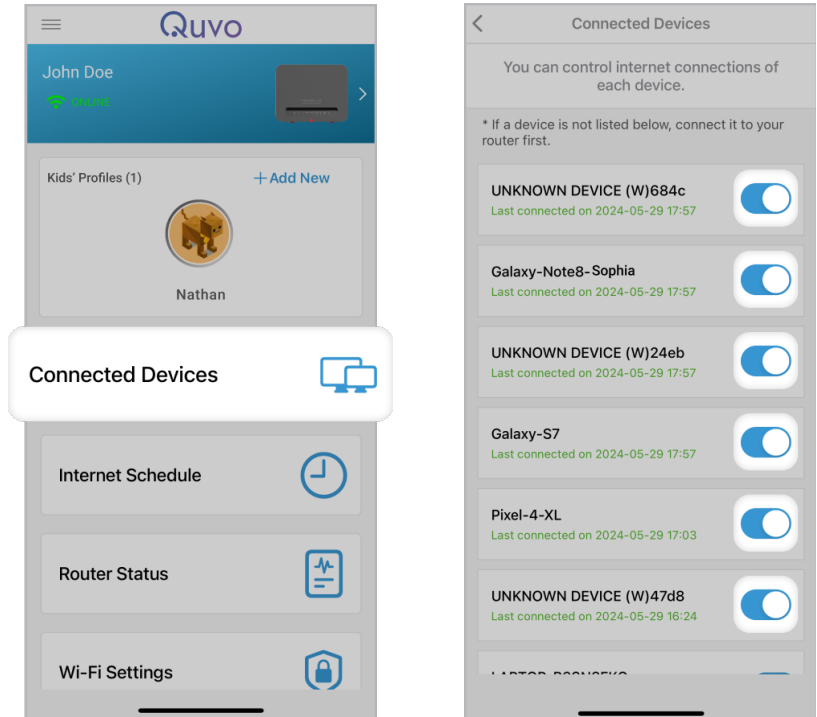 Quvo
John Doe
ONLINE
Kids' Profiles (1)
+Add New
Nathan
Connected Devices
Internet Schedule
Router Status
Wi-Fi Settings
Connected Devices
You can control internet connections of
each device.
* If a device is not listed below, connect it to your
router first.
UNKNOWN DEVICE (W)684c
Last connected on 2024-05-29 17:57
Galaxy-Note8-Sophia
Last connected on 2024-05-29 17:57
UNKNOWN DEVICE (W)24eb
Last connected on 2024-05-29 17:57
Galaxy-S7
Last connected on 2024-05-29 17:57
Pixel-4-XL
Last connected on 2024-05-29 17:03
UNKNOWN DEVICE (W)47d8
Last connected on 2024-05-29 16:24